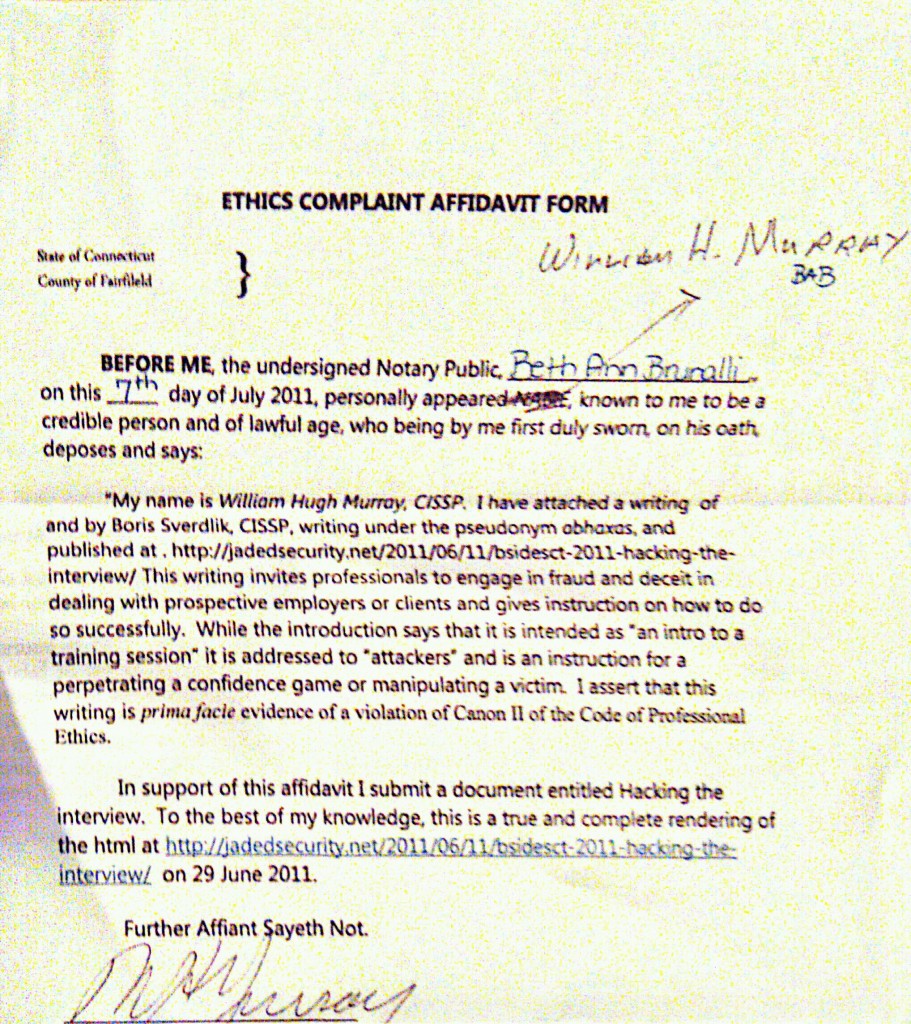 ETHICS COMPLAINT AFFIDAVIT FORM
State of Connecticut
County of Fairfield
}
William H. Murray
BAB
BEFORE ME, the undersigned Notary Public, Beth Ann Brunalli,
on this 7th day of July 2011, personally appeared NAME, known to me to be a
credible person and of lawful age, who being by me first duly sworn, on his oath,
deposes and says:
"My name is William Hugh Murray, CISSP. I have attached a writing of
and by Boris Sverdlik, CISSP, writing under the pseudonym abhaxas, and
published at . http://jadedsecurity.net/2011/06/11/bsidesct-2011-hacking-the-
interview/ This writing invites professionals to engage in fraud and deceit in
dealing with prospective employers or clients and gives instruction on how to do
so successfully. While the introduction says that it is intended as "an intro to a
training session" it is addressed to "attackers" and is an instruction for a
perpetrating a confidence game or manipulating a victim. I assert that this
writing is prima facie evidence of a violation of Canon II of the Code of Professional
Ethics.
In support of this affidavit I submit a document entitled Hacking the
interview. To the best of my knowledge, this is a true and complete rendering of
the html at http://jadedsecurity.net/2011/06/11/bsidesct-2011-hacking-the-
interview/ on 29 June 2011.
Further Affiant Sayeth Not.
WHMurray